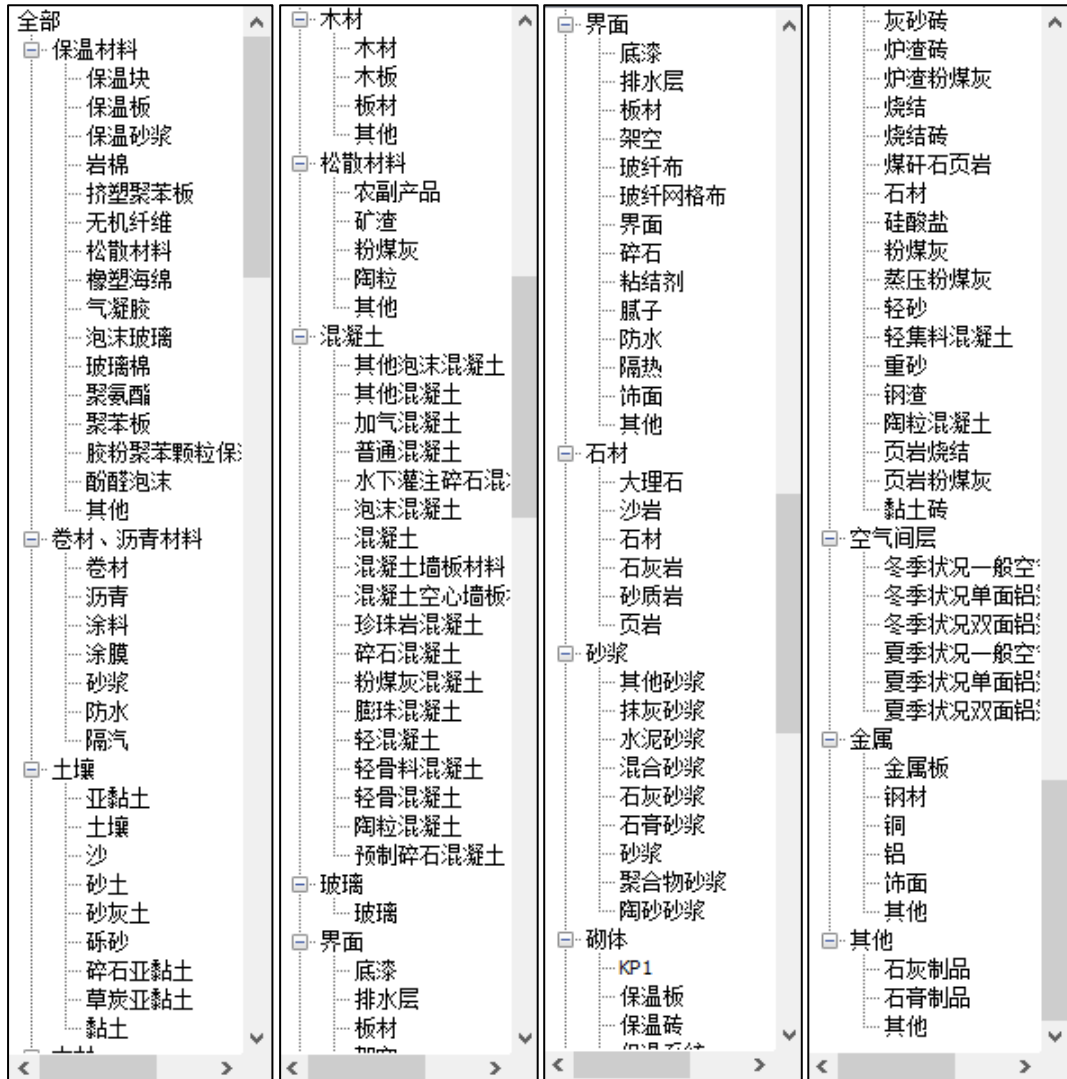 全部
保温材料
保温块
保温板
保温砂浆
岩棉
挤塑聚苯板
无机纤维
松散材料
橡塑海绵
气凝胶
泡沫玻璃
玻璃棉
聚氨酯
聚苯板
胶粉聚苯颗粒保
酚醛泡沫
其他
卷材、沥青材料
卷材
沥青
涂料
涂膜
砂浆
防水
隔汽
土壤
亚黏土
土壤
沙
砂土
砂灰土
砾砂
碎石亚黏土
草炭亚黏土
黏土
木材
木材
木板
板材
其他
松散材料
农副产品
矿渣
粉煤灰
陶粒
其他
混凝土
其他泡沫混凝土
其他混凝土
加气混凝土
普通混凝土
水下灌注碎石混
泡沫混凝土
混凝土
混凝土墙板材料
混凝土空心墙板
珍珠岩混凝土
碎石混凝土
粉煤灰混凝土
膨珠混凝土
轻混凝土
轻骨料混凝土
轻骨混凝土
陶粒混凝土
预制碎石混凝土
玻璃
玻璃
界面
底漆
排水层
板材
界面
底漆
排水层
板材
架空
玻纤布
玻纤网格布
界面
碎石
粘结剂
腻子
防水
隔热
饰面
其他
石材
大理石
沙岩
石材
石灰岩
砂质岩
页岩
砂浆
其他砂浆
抹灰砂浆
水泥砂浆
混合砂浆
石灰砂浆
石膏砂浆
砂浆
聚合物砂浆
陶砂砂浆
砌体
KP1
保温板
保温砖
灰砂砖
炉渣砖
炉渣粉煤灰
烧结
烧结砖
煤矸石页岩
石材
硅酸盐
粉煤灰
蒸压粉煤灰
轻砂
轻集料混凝土
重砂
钢渣
陶粒混凝土
页岩烧结
页岩粉煤灰
黏土砖
空气间层
冬季状况一般空
冬季状况单面铝
冬季状况双面铝
夏季状况一般空
夏季状况单面铝
夏季状况双面铝
金属
金属板
钢材
铜
铝
饰面
其他
其他
石灰制品
石膏制品
其他